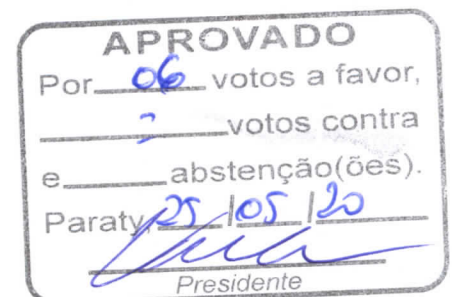 APROVADO
Por 06 votos a favor,
- votos contra
e abstenção(ões).
Paraty, 25 / 05 / 20
Presidente